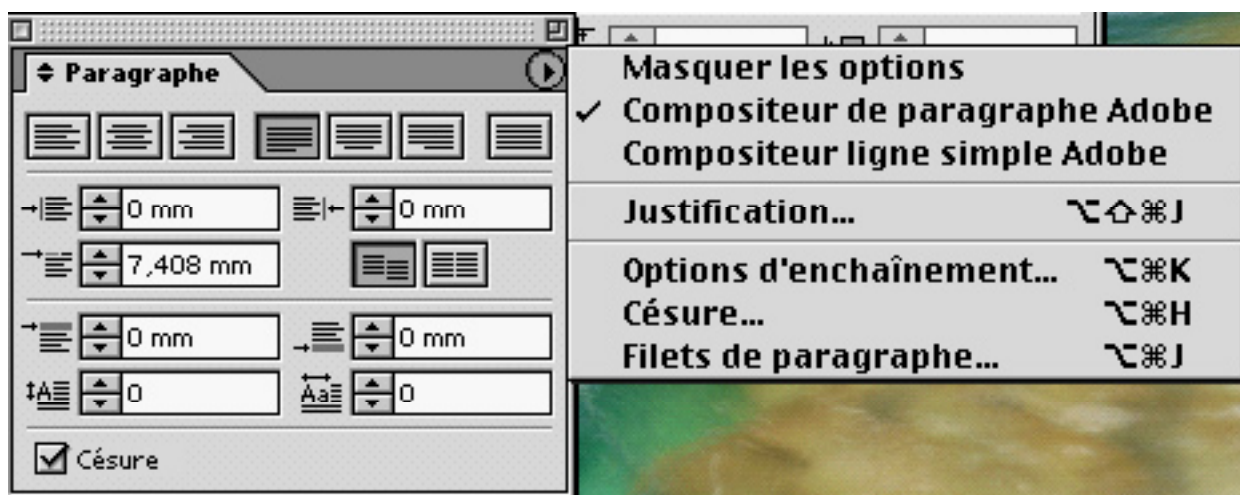 Paragraphe
0 mm 0 mm
7,408 mm
0 mm 0 mm
0 0
Césure
Masquer les options
✓ Compositeur de paragraphe Adobe
Compositeur ligne simple Adobe
Justification... ⌥⇧⌘J
Options d'enchaînement... ⌥⌘K
Césure... ⌥⌘H
Filets de paragraphe... ⌥⌘J